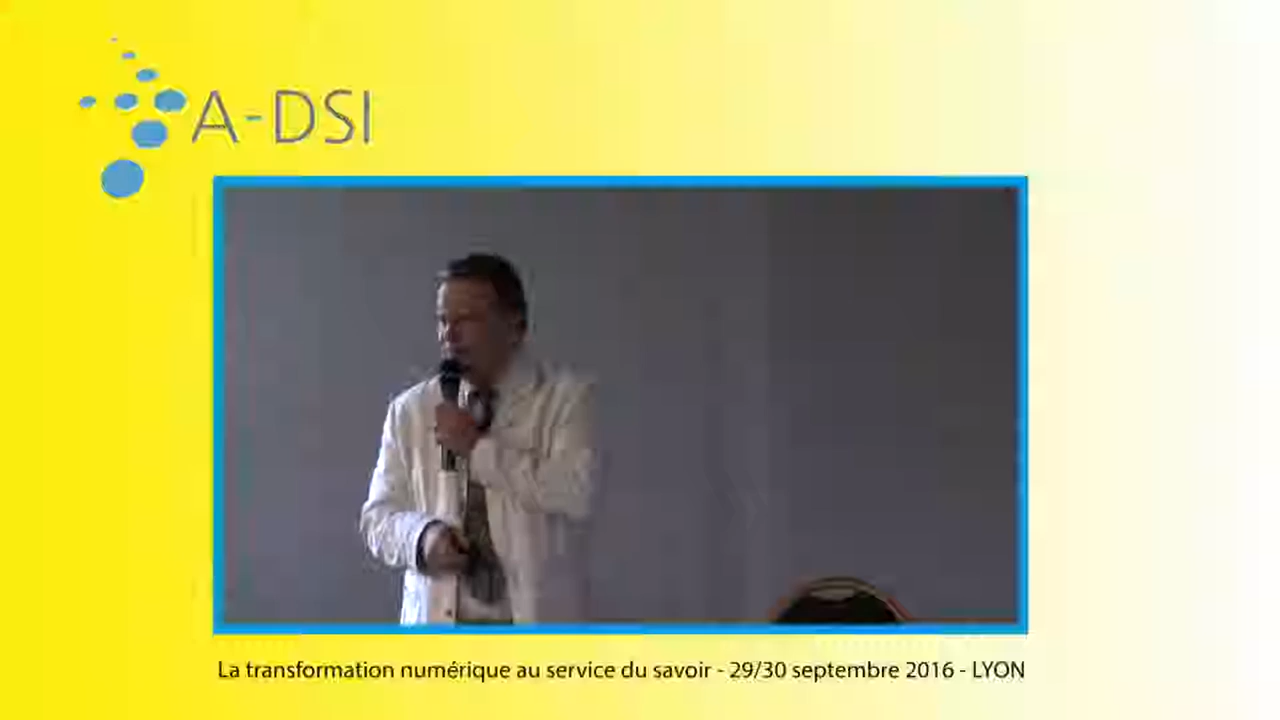 A-DSI
La transformation numérique au service du savoir - 29/30 septembre 2016 - LYON